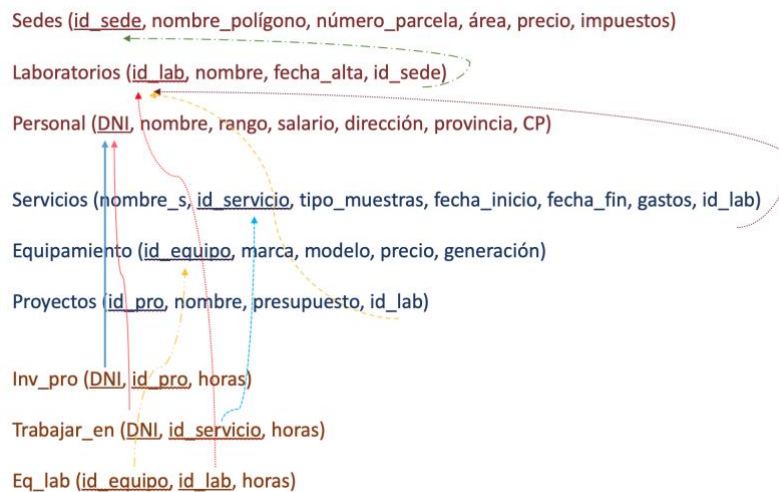 Sedes (id_sede, nombre_polígono, número_parcela, área, precio, impuestos)
Laboratorios (id_lab, nombre, fecha_alta, id_sede)
Personal (DNI, nombre, rango, salario, dirección, provincia, CP)
Servicios (nombre_s, id_servicio, tipo_muestras, fecha_inicio, fecha_fin, gastos, id_lab)
Equipamiento (id_equipo, marca, modelo, precio, generación)
Proyectos (id_pro, nombre, presupuesto, id_lab)
Inv_pro (DNI, id_pro, horas)
Trabajar_en (DNI, id_servicio, horas)
Eq_lab (id_equipo, id_lab, horas)